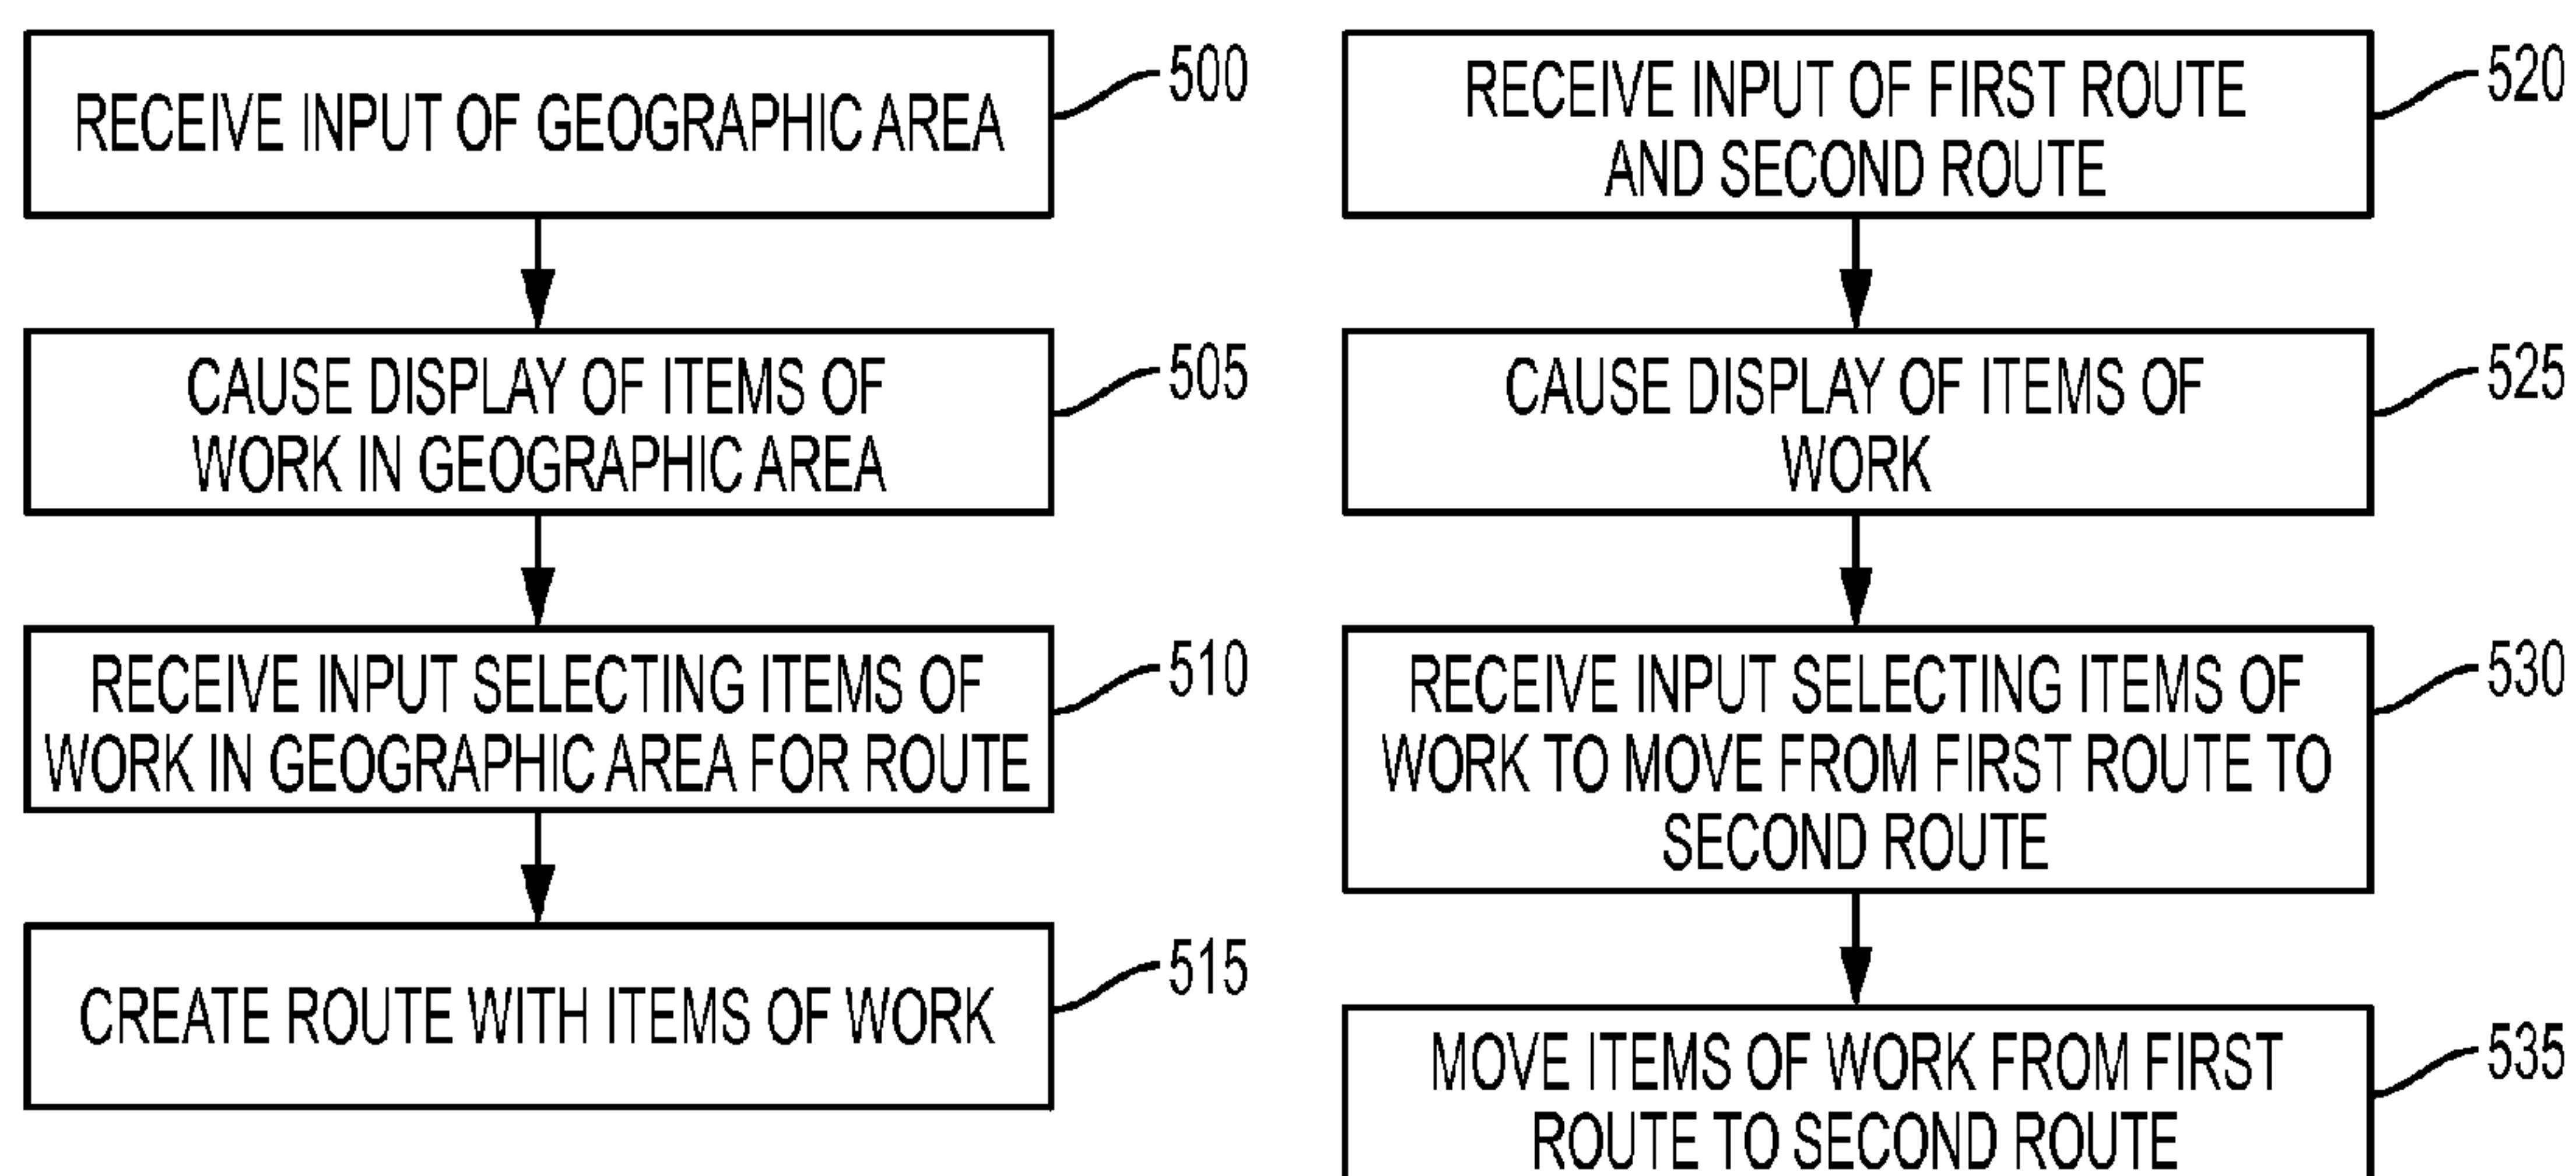 RECEIVE INPUT OF GEOGRAPHIC AREA
500
CAUSE DISPLAY OF ITEMS OF
WORK IN GEOGRAPHIC AREA
505
RECEIVE INPUT SELECTING ITEMS OF
WORK IN GEOGRAPHIC AREA FOR ROUTE
510
CREATE ROUTE WITH ITEMS OF WORK
515
RECEIVE INPUT OF FIRST ROUTE
AND SECOND ROUTE
520
CAUSE DISPLAY OF ITEMS OF
WORK
525
RECEIVE INPUT SELECTING ITEMS OF
WORK TO MOVE FROM FIRST ROUTE TO
SECOND ROUTE
530
MOVE ITEMS OF WORK FROM FIRST
ROUTE TO SECOND ROUTE
535